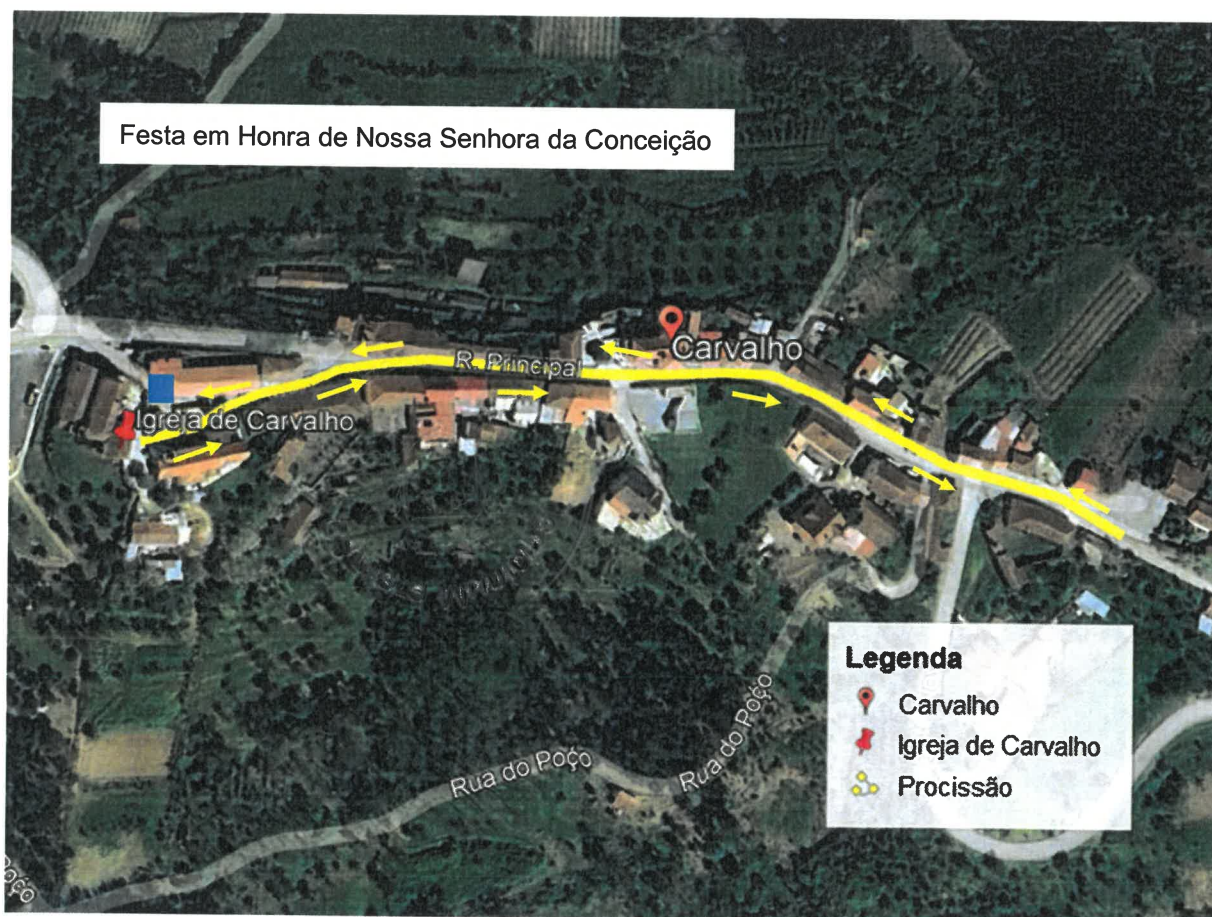 Festa em Honra de Nossa Senhora da Conceição
Carvalho
R. Principal
Igreja de Carvalho
Rua do Poço
Rua do Poço
Poço
Legenda
Carvalho
Igreja de Carvalho
Procissão